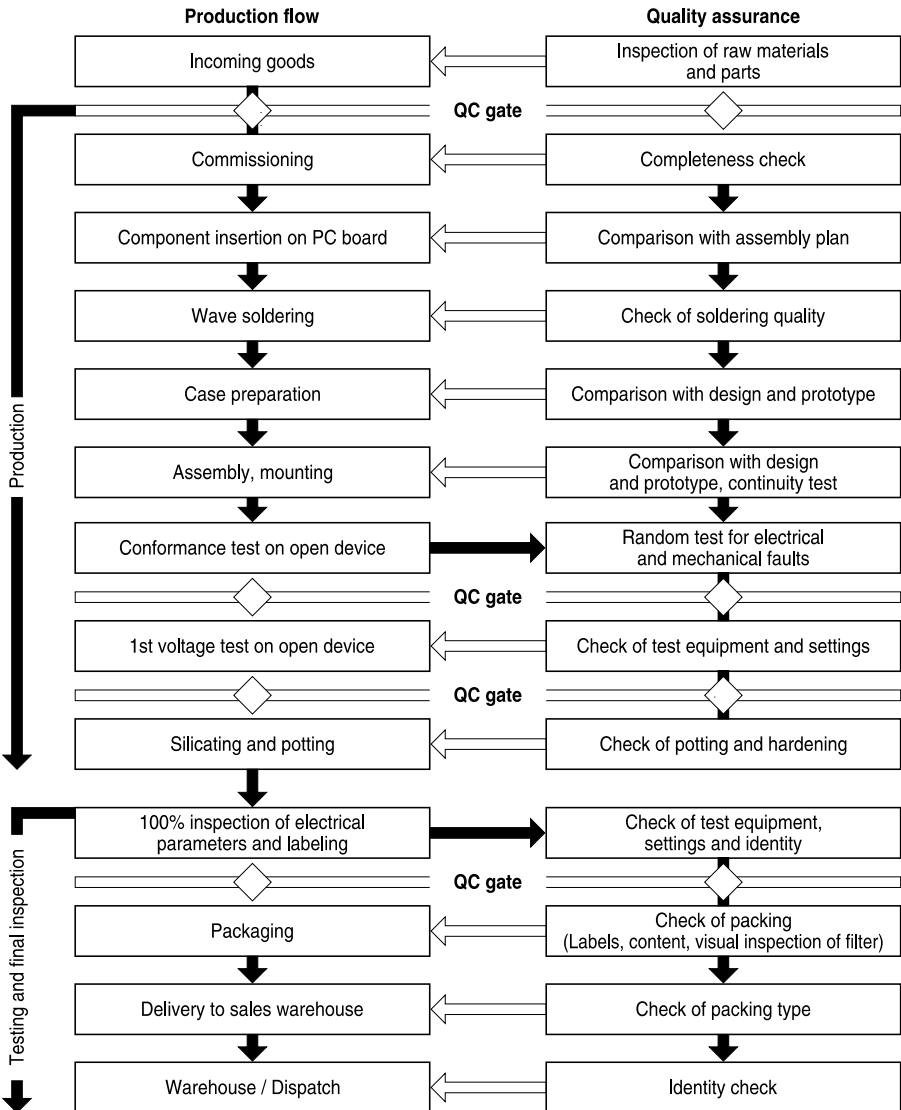 Production flow
Quality assurance
Incoming goods
Inspection of raw materials
and parts
QC gate
Commissioning
Completeness check
Component insertion on PC board
Comparison with assembly plan
Wave soldering
Check of soldering quality
Case preparation
Comparison with design and prototype
Production
Assembly, mounting
Comparison with design
and prototype, continuity test
Conformance test on open device
Random test for electrical
and mechanical faults
QC gate
1st voltage test on open device
Check of test equipment and settings
QC gate
Silicating and potting
Check of potting and hardening
100% inspection of electrical
parameters and labeling
Check of test equipment,
settings and identity
QC gate
Testing and final inspection
Packaging
Check of packing
(Labels, content, visual inspection of filter)
Delivery to sales warehouse
Check of packing type
Warehouse / Dispatch
Identity check